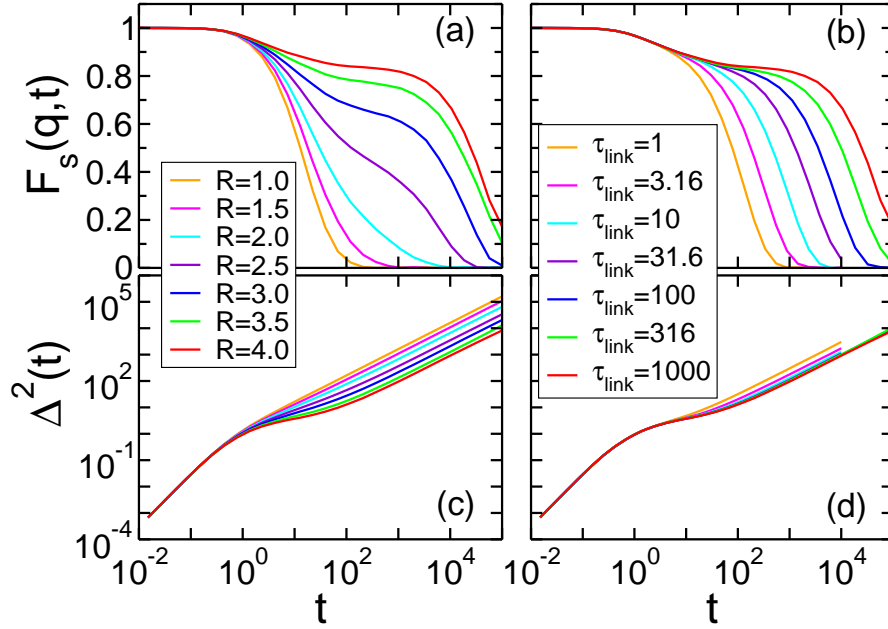 (a)
(b)
1
0.8
0.6
0.4
0.2
0
F_s(q,t)
R=1.0
R=1.5
R=2.0
R=2.5
R=3.0
R=3.5
R=4.0
τ_link=1
τ_link=3.16
τ_link=10
τ_link=31.6
τ_link=100
τ_link=316
τ_link=1000
10^5
10^2
10^-1
10^-4
Δ^2(t)
(c)
(d)
10^-2 10^0 10^2 10^4 10^-2 10^0 10^2 10^4
t t